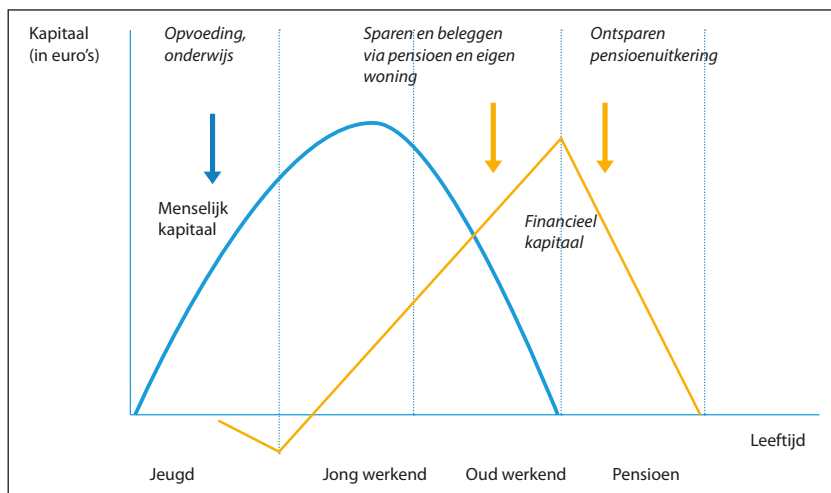 Kapitaal
(in euro's)
Opvoeding,
onderwijs
Sparen en beleggen
via pensioen en eigen
woning
Ontsparen
pensioenuitkering
Menselijk
kapitaal
Financieel
kapitaal
Leeftijd
Jeugd
Jong werkend
Oud werkend
Pensioen